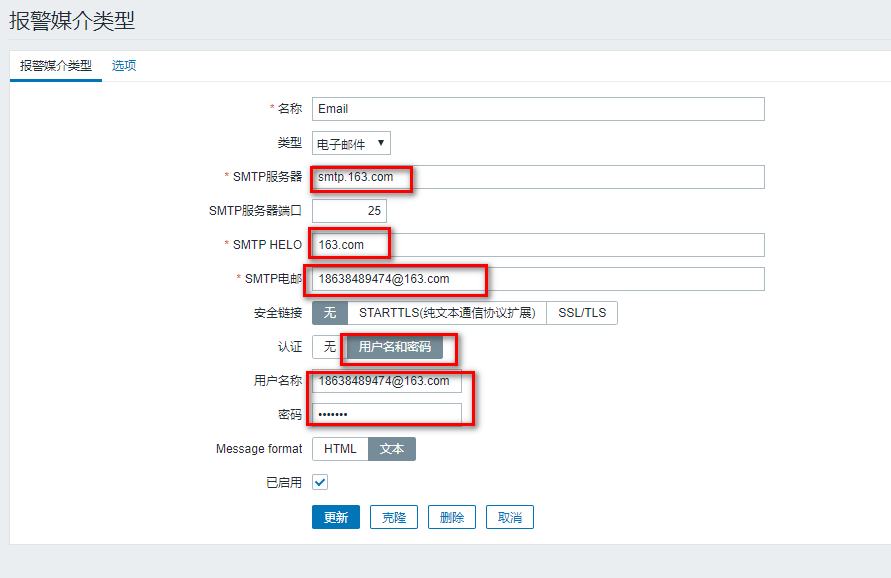 报警媒介类型
报警媒介类型 选项
* 名称 Email
类型 电子邮件 ▼
* SMTP服务器 smtp.163.com
SMTP服务器端口 25
* SMTP HELO 163.com
* SMTP电邮 18638489474@163.com
安全链接 无 STARTTLS(纯文本通信协议扩展) SSL/TLS
认证 无 用户名和密码
用户名称 18638489474@163.com
密码 •••••••
Message format HTML 文本
已启用
更新 克隆 删除 取消